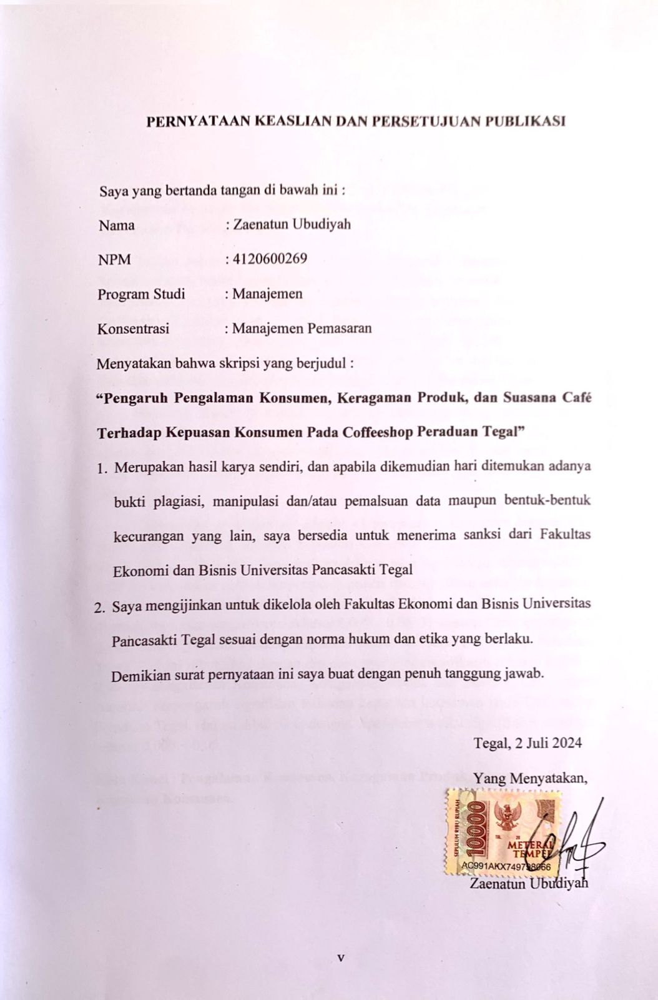 PERNYATAAN KEASLIAN DAN PERSETUJUAN PUBLIKASI
Saya yang bertanda tangan di bawah ini :
Nama : Zaenatun Ubudiyah
NPM : 4120600269
Program Studi : Manajemen
Konsentrasi : Manajemen Pemasaran
Menyatakan bahwa skripsi yang berjudul :
“Pengaruh Pengalaman Konsumen, Keragaman Produk, dan Suasana Café
Terhadap Kepuasan Konsumen Pada Coffeeshop Peraduan Tegal”
1. Merupakan hasil karya sendiri, dan apabila dikemudian hari ditemukan adanya
bukti plagiasi, manipulasi dan/atau pemalsuan data maupun bentuk-bentuk
kecurangan yang lain, saya bersedia untuk menerima sanksi dari Fakultas
Ekonomi dan Bisnis Universitas Pancasakti Tegal
2. Saya mengijinkan untuk dikelola oleh Fakultas Ekonomi dan Bisnis Universitas
Pancasakti Tegal sesuai dengan norma hukum dan etika yang berlaku.
Demikian surat pernyataan ini saya buat dengan penuh tanggung jawab.
Tegal, 2 Juli 2024
Yang Menyatakan,
SEPULUH RIBU RUPIAH
10000
TGL. 20
METERAI
TEMPEL
AC991AKX749798066
Zaenatun Ubudiyah
v